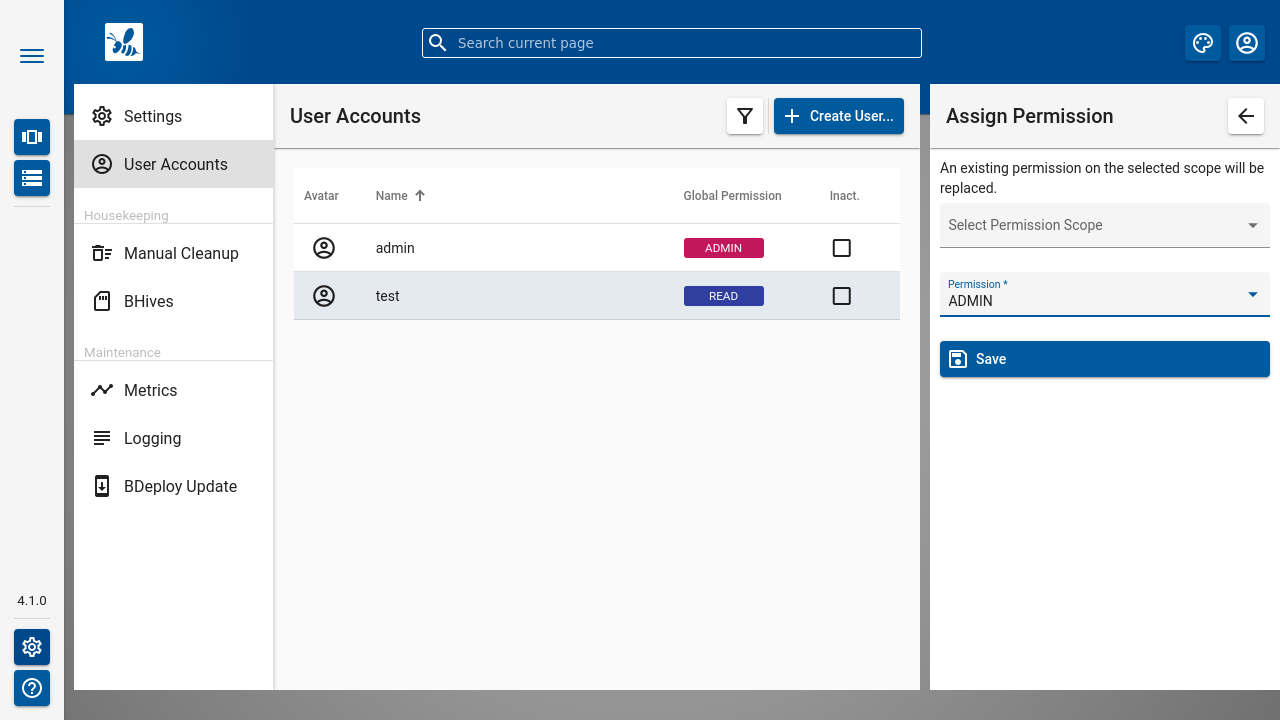 Search current page
Settings
User Accounts
Housekeeping
Manual Cleanup
BHives
Maintenance
Metrics
Logging
BDeploy Update
4.1.0
User Accounts
Create User...
Avatar Name Global Permission Inact.
admin ADMIN
test READ
Assign Permission
An existing permission on the selected scope will be
replaced.
Select Permission Scope
Permission *
ADMIN
Save